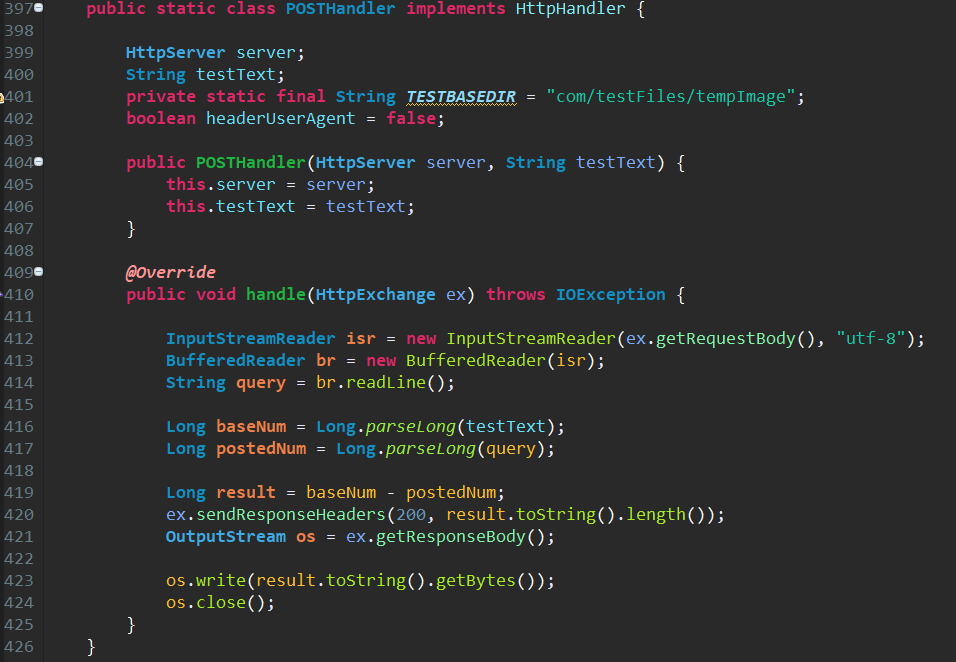 397 public static class POSTHandler implements HttpHandler {
398
399 HttpServer server;
400 String testText;
401 private static final String TESTBASEDIR = "com/testFiles/tempImage";
402 boolean headerUserAgent = false;
403
404 public POSTHandler(HttpServer server, String testText) {
405 this.server = server;
406 this.testText = testText;
407 }
408
409 @Override
410 public void handle(HttpExchange ex) throws IOException {
411
412 InputStreamReader isr = new InputStreamReader(ex.getRequestBody(), "utf-8");
413 BufferedReader br = new BufferedReader(isr);
414 String query = br.readLine();
415
416 Long baseNum = Long.parseLong(testText);
417 Long postedNum = Long.parseLong(query);
418
419 Long result = baseNum - postedNum;
420 ex.sendResponseHeaders(200, result.toString().length());
421 OutputStream os = ex.getResponseBody();
422
423 os.write(result.toString().getBytes());
424 os.close();
425 }
426 }